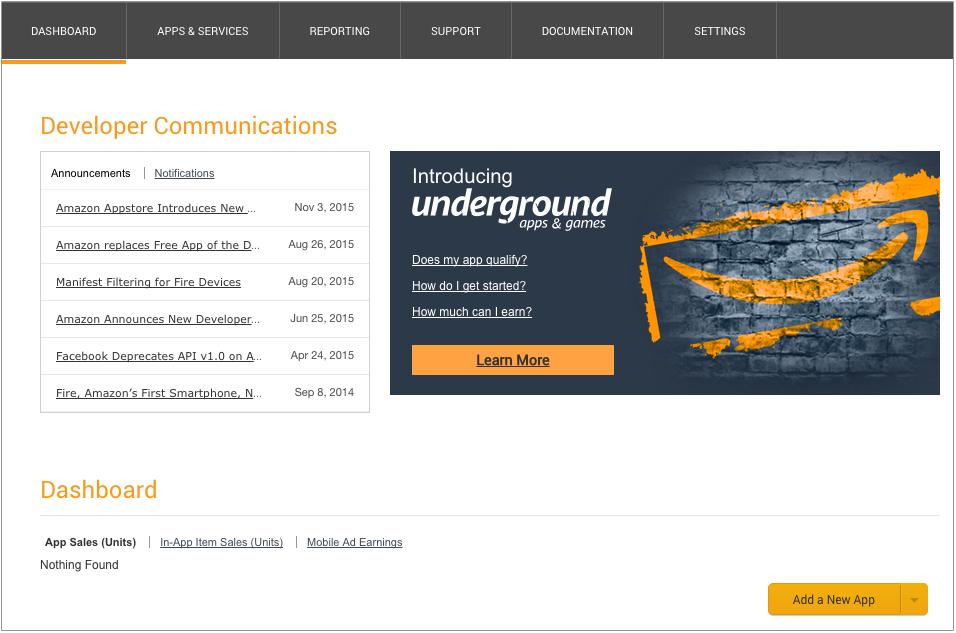 DASHBOARD APPS & SERVICES REPORTING SUPPORT DOCUMENTATION SETTINGS
Developer Communications
Announcements | Notifications
Amazon Appstore Introduces New ... Nov 3, 2015
Amazon replaces Free App of the D... Aug 26, 2015
Manifest Filtering for Fire Devices Aug 20, 2015
Amazon Announces New Developer... Jun 25, 2015
Facebook Deprecates API v1.0 on A... Apr 24, 2015
Fire, Amazon’s First Smartphone, N... Sep 8, 2014
Introducing
underground
apps & games
Does my app qualify?
How do I get started?
How much can I earn?
Learn More
Dashboard
App Sales (Units) | In-App Item Sales (Units) | Mobile Ad Earnings
Nothing Found
Add a New App